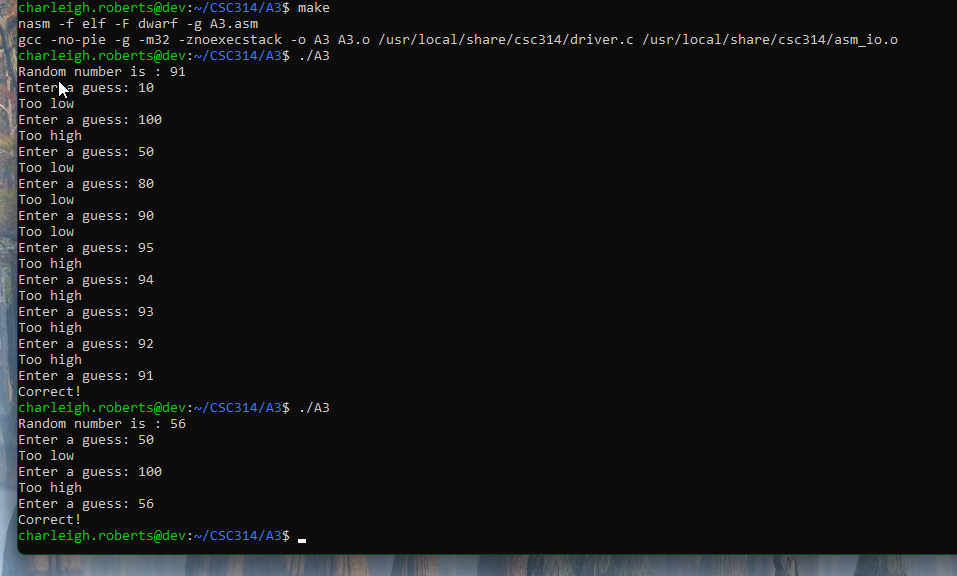 charleigh.roberts@dev:~/CSC314/A3$ make
nasm -f elf -F dwarf -g A3.asm
gcc -no-pie -g -m32 -znoexecstack -o A3 A3.o /usr/local/share/csc314/driver.c /usr/local/share/csc314/asm_io.o
charleigh.roberts@dev:~/CSC314/A3$ ./A3
Random number is : 91
Enter a guess: 10
Too low
Enter a guess: 100
Too high
Enter a guess: 50
Too low
Enter a guess: 80
Too low
Enter a guess: 90
Too low
Enter a guess: 95
Too high
Enter a guess: 94
Too high
Enter a guess: 93
Too high
Enter a guess: 92
Too high
Enter a guess: 91
Correct!
charleigh.roberts@dev:~/CSC314/A3$ ./A3
Random number is : 56
Enter a guess: 50
Too low
Enter a guess: 100
Too high
Enter a guess: 56
Correct!
charleigh.roberts@dev:~/CSC314/A3$